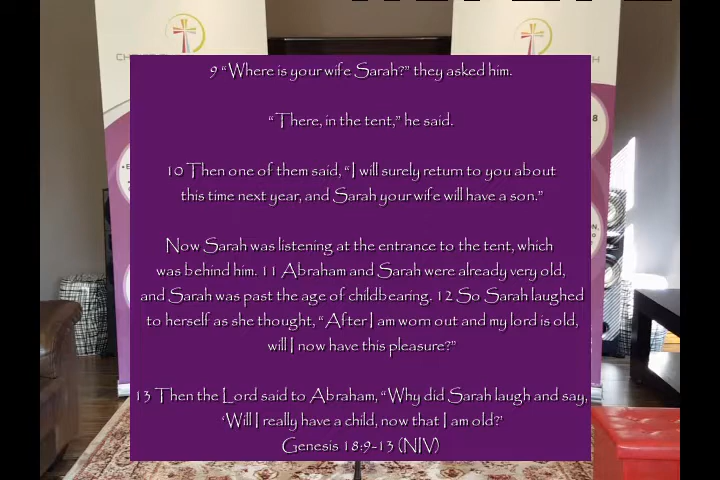 9 “Where is your wife Sarah?” they asked him.
“There, in the tent,” he said.
10 Then one of them said, “I will surely return to you about
this time next year, and Sarah your wife will have a son.”
Now Sarah was listening at the entrance to the tent, which
was behind him. 11 Abraham and Sarah were already very old,
and Sarah was past the age of childbearing. 12 So Sarah laughed
to herself as she thought, “After I am worn out and my lord is old,
will I now have this pleasure?”
13 Then the Lord said to Abraham, “Why did Sarah laugh and say,
‘Will I really have a child, now that I am old?’
Genesis 18:9-13 (NIV)